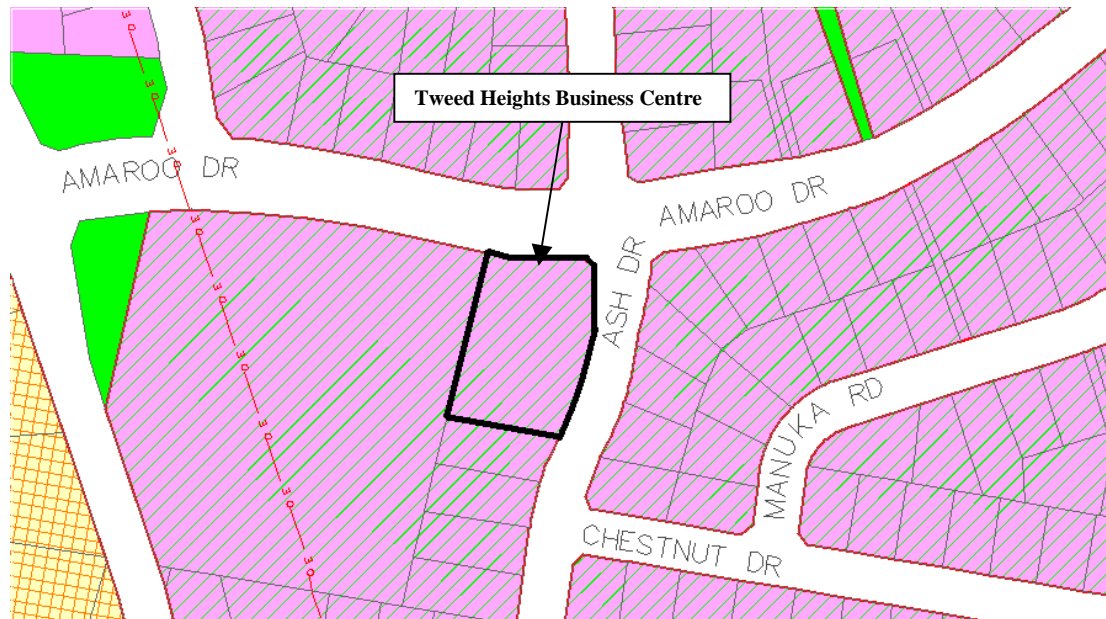 Tweed Heights Business Centre
AMAROO DR
AMAROO DR
ASH DR
MANUKA RD
CHESTNUT DR